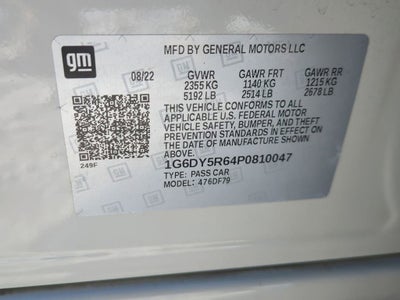 gm
MFD BY GENERAL MOTORS LLC
08/22 GVWR GAWR FRT GAWR RR
2355 KG 1140 KG 1215 KG
5192 LB 2514 LB 2678 LB
THIS VEHICLE CONFORMS TO ALL
APPLICABLE U.S. FEDERAL MOTOR
VEHICLE SAFETY, BUMPER, AND THEFT
PREVENTION STANDARDS IN EFFECT ON
THE DATE OF MANUFACTURE SHOWN ABOVE.
249F
1G6DY5R64P0810047
TYPE: PASS CAR
MODEL: 476DF79